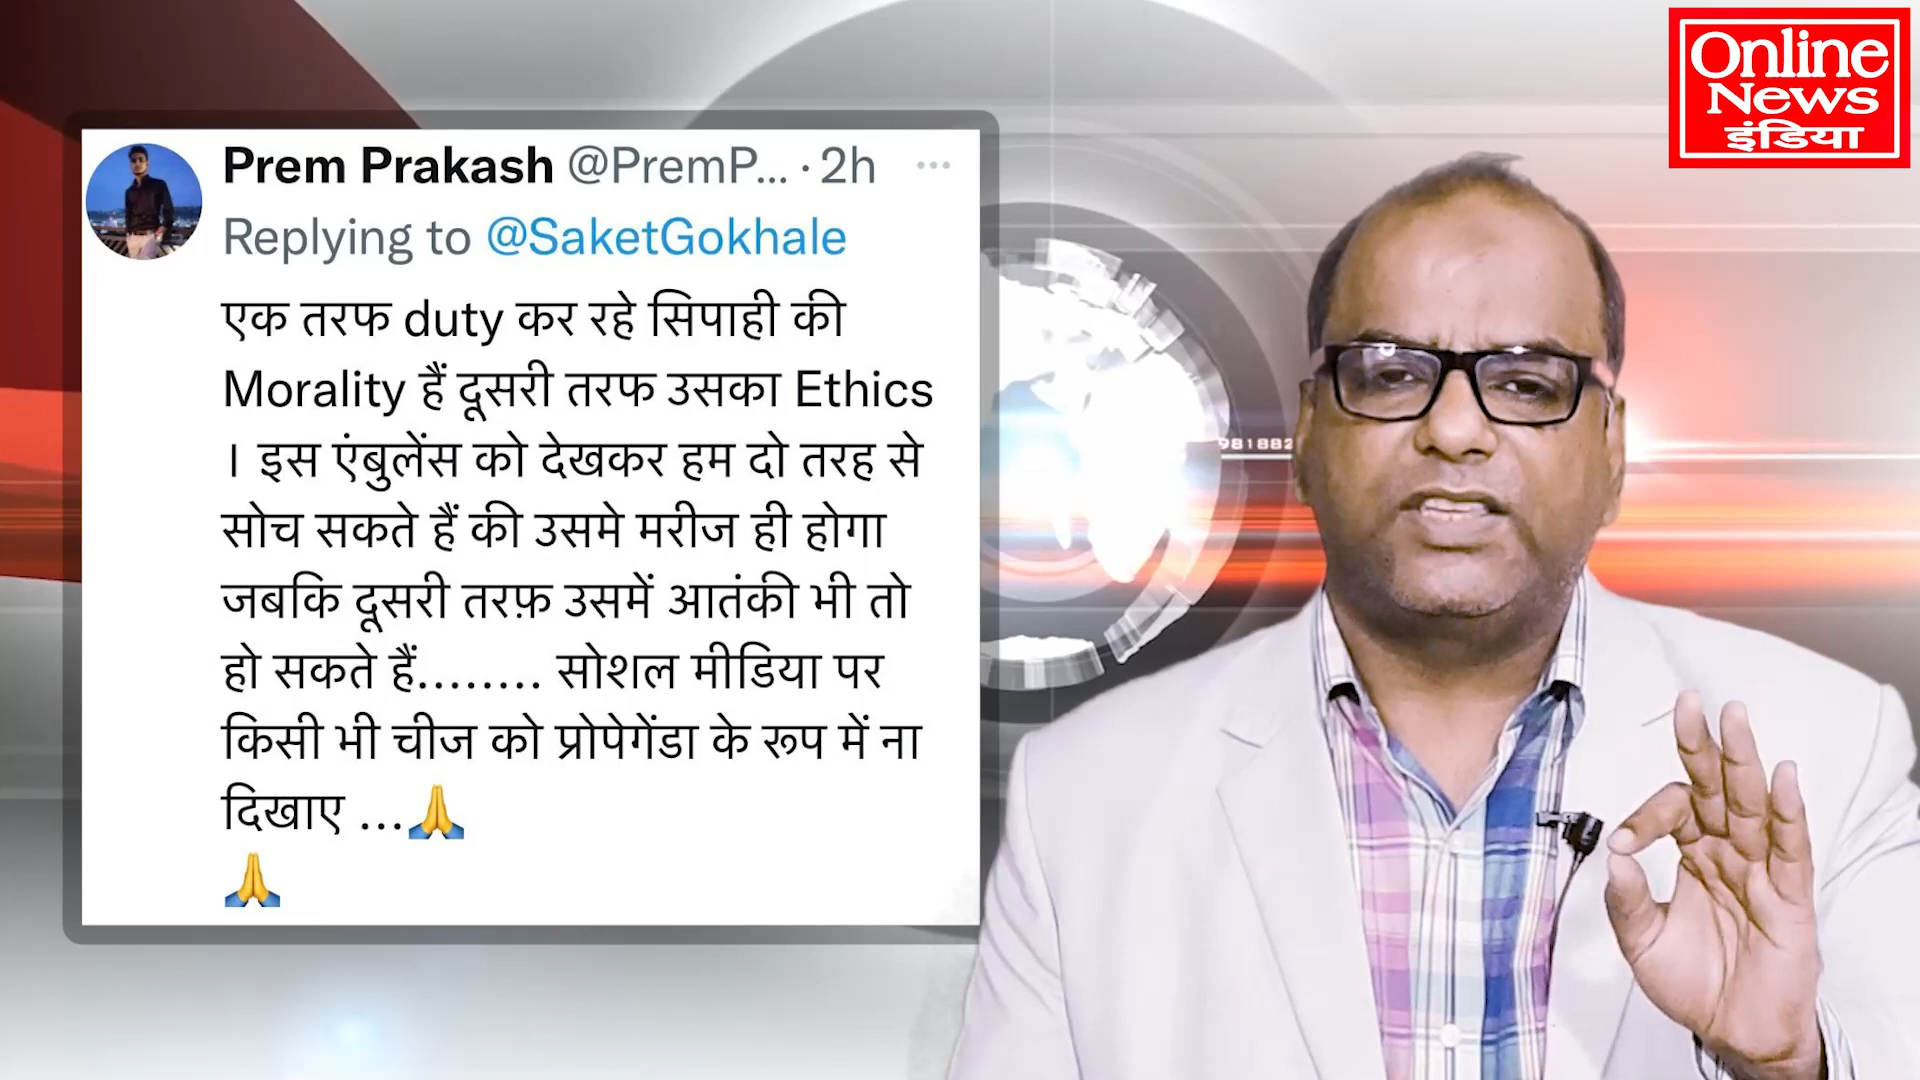 Online
News
इंडिया
Prem Prakash @PremP... · 2h
Replying to @SaketGokhale
एक तरफ duty कर रहे सिपाही की
Morality हैं दूसरी तरफ उसका Ethics
। इस एंबुलेंस को देखकर हम दो तरह से
सोच सकते हैं की उसमे मरीज ही होगा
जबकि दूसरी तरफ़ उसमें आतंकी भी तो
हो सकते हैं........ सोशल मीडिया पर
किसी भी चीज को प्रोपेगेंडा के रूप में ना
दिखाए ...🙏
🙏
981882